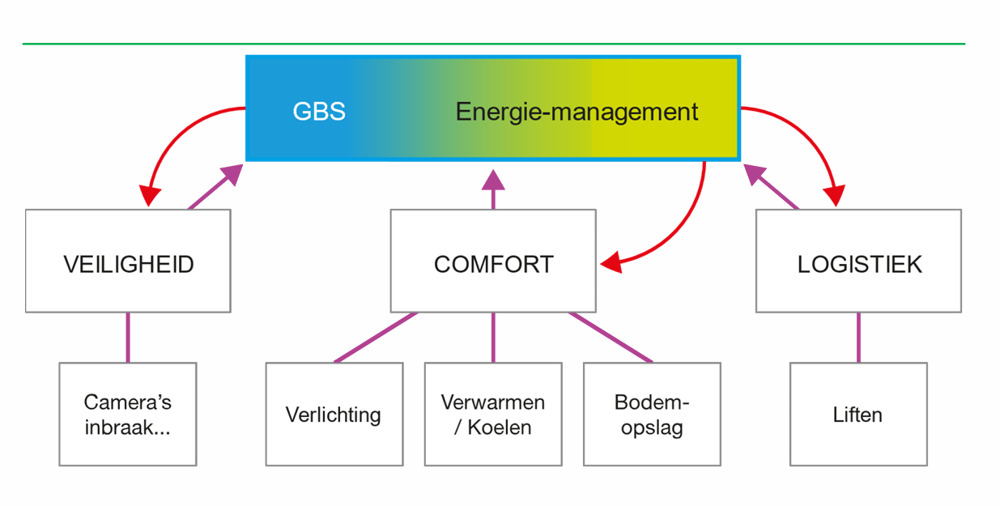 GBS Energie-management
VEILIGHEID
COMFORT
LOGISTIEK
Camera’s
inbraak...
Verlichting
Verwarmen
/ Koelen
Bodem-
opslag
Liften